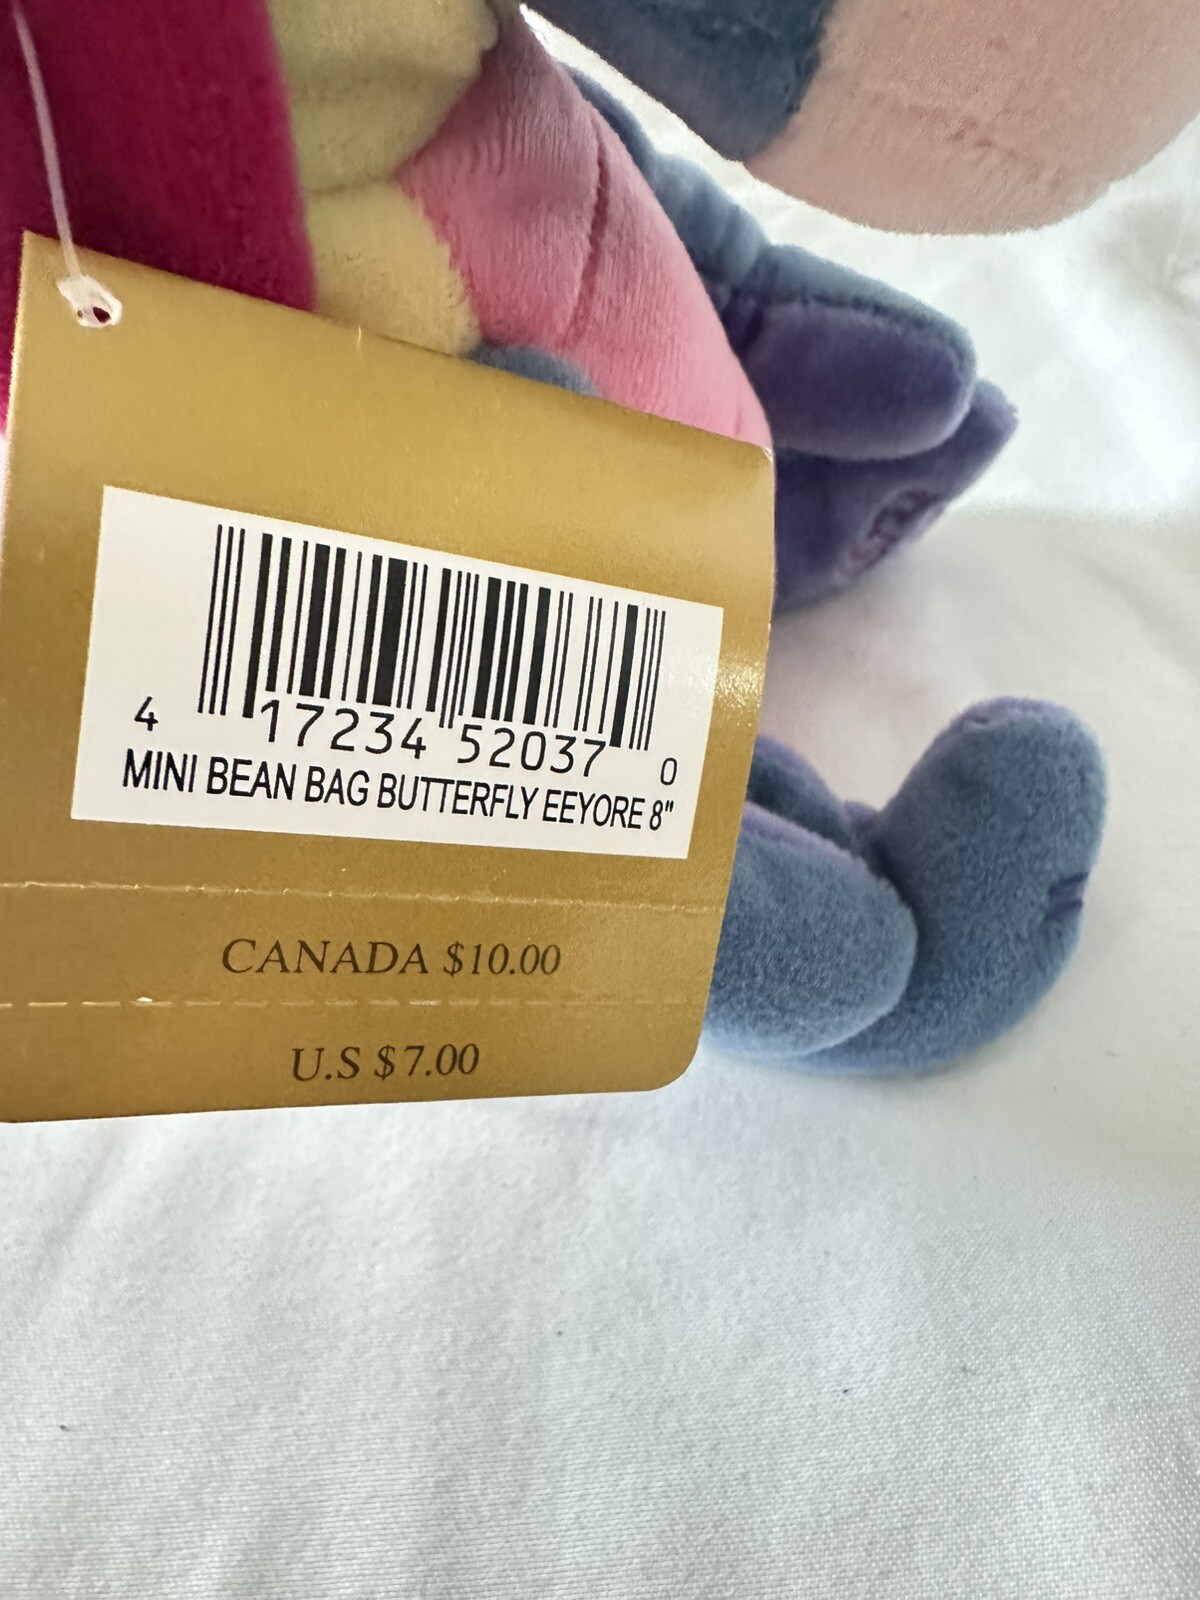 4 17234 52037 0
MINI BEAN BAG BUTTERFLY EEYORE 8"
CANADA $10.00
U.S $7.00